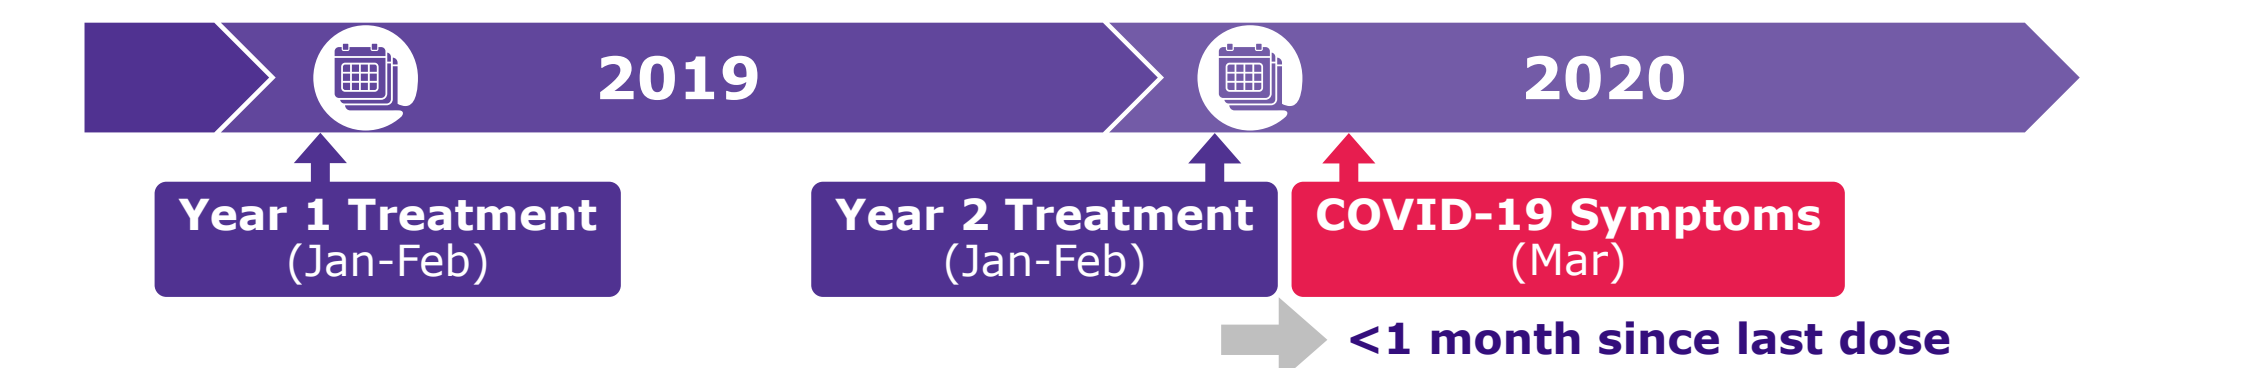 2019
2020
Year 1 Treatment
(Jan-Feb)
Year 2 Treatment
(Jan-Feb)
COVID-19 Symptoms
(Mar)
<1 month since last dose